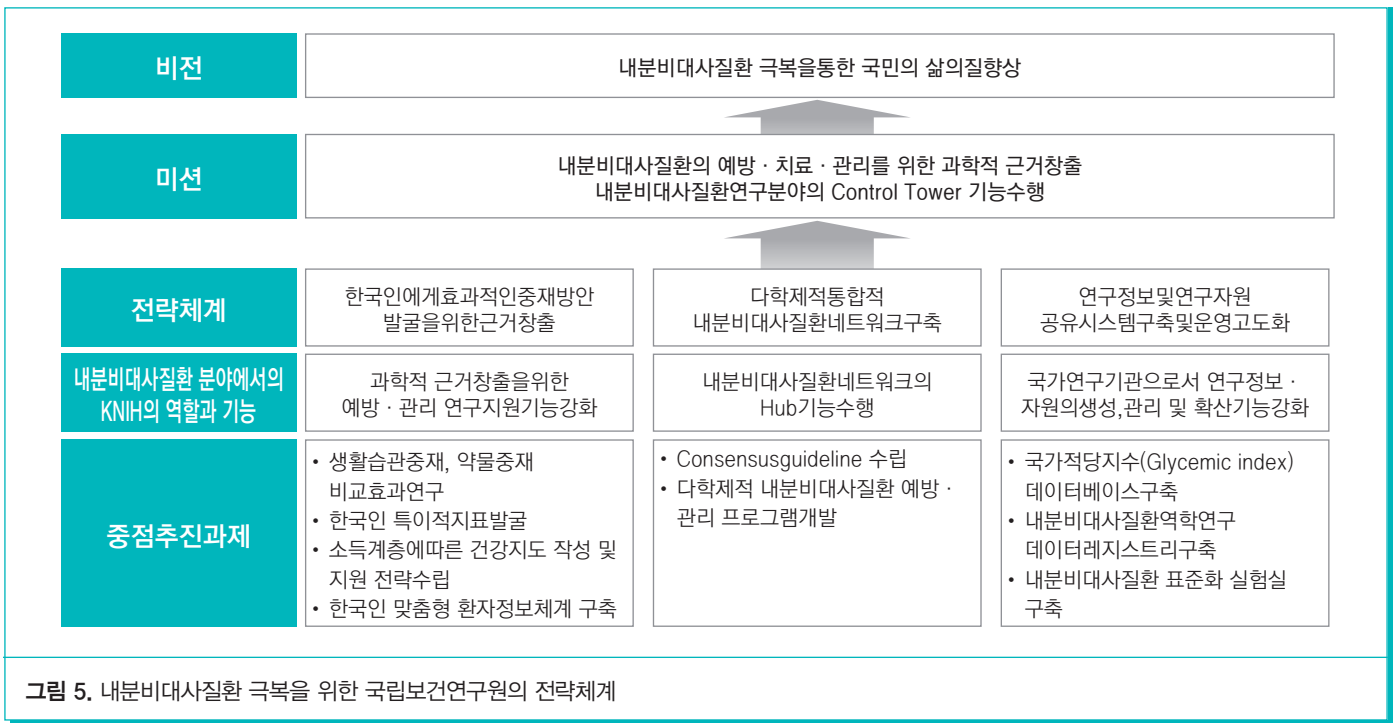 비전
내분비대사질환 극복을통한 국민의 삶의질향상
미션
내분비대사질환의 예방 · 치료 · 관리를 위한 과학적 근거창출
내분비대사질환연구분야의 Control Tower 기능수행
전략체계
한국인에게효과적인중재방안
발굴을위한근거창출
다학제적통합적
내분비대사질환네트워크구축
연구정보및연구자원
공유시스템구축및운영고도화
내분비대사질환 분야에서의
KNIH의 역할과 기능
과학적 근거창출을위한
예방 · 관리 연구지원기능강화
내분비대사질환네트워크의
Hub기능수행
국가연구기관으로서 연구정보 ·
자원의생성,관리 및 확산기능강화
중점추진과제
• 생활습관중재, 약물중재
비교효과연구
• 한국인 특이적지표발굴
• 소득계층에따른 건강지도 작성 및
지원 전략수립
• 한국인 맞춤형 환자정보체계 구축
• Consensusguideline 수립
• 다학제적 내분비대사질환 예방 ·
관리 프로그램개발
• 국가적당지수(Glycemic index)
데이터베이스구축
• 내분비대사질환역학연구
데이터레지스트리구축
• 내분비대사질환 표준화 실험실
구축
그림 5. 내분비대사질환 극복을 위한 국립보건연구원의 전략체계